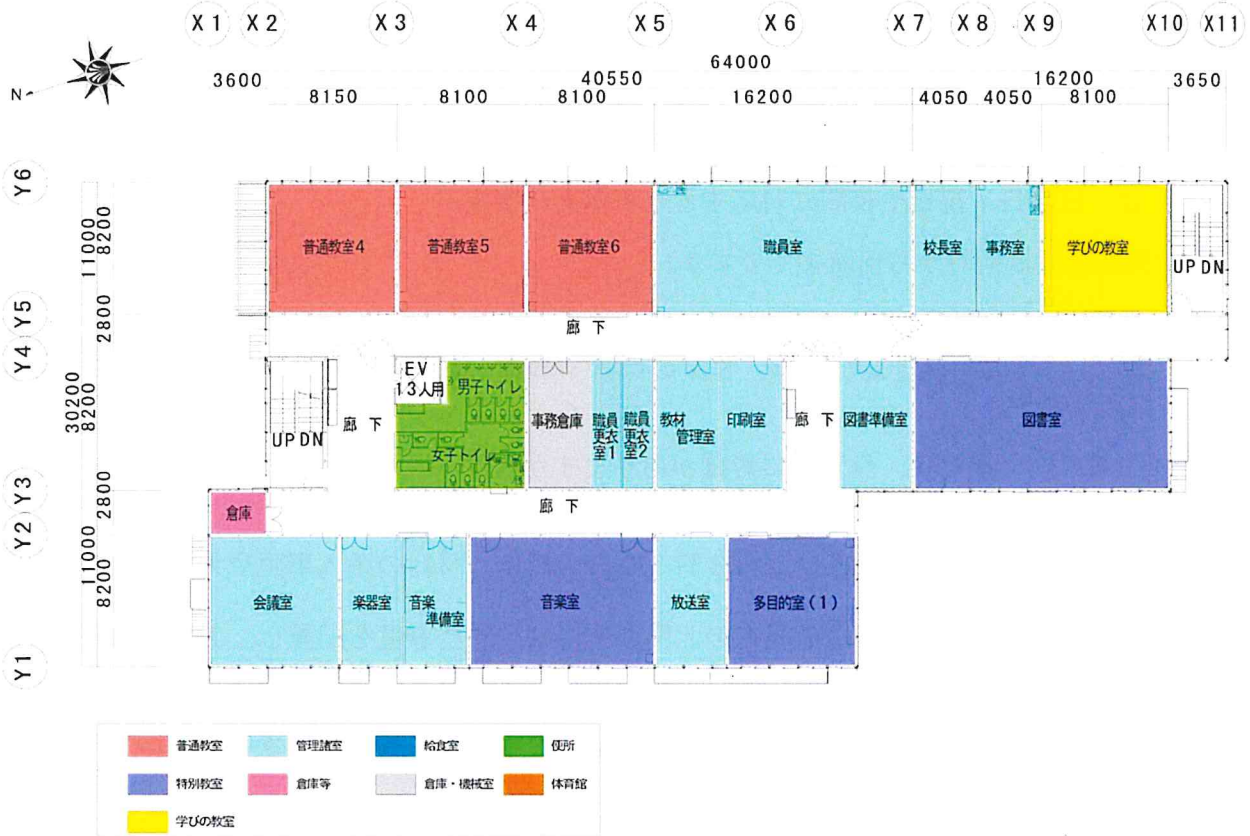 X1 X2 X3 X4 X5 X6 X7 X8 X9 X10 X11
64000
3600 40550 16200 3650
8150 8100 8100 16200 4050 4050 8100
N
Y6
Y5
Y4
Y3
Y2
Y1
30200
11000
8200
2800
8200
2800
11000
8200
普通教室4
普通教室5
普通教室6
職員室
校長室
事務室
学びの教室
UP DN
廊 下
EV
13人用
男子トイレ
女子トイレ
UP DN
廊 下
事務倉庫
職員
更衣
室1
職員
更衣
室2
教材
管理室
印刷室
廊 下
図書準備室
図書室
廊 下
倉庫
会議室
楽器室
音楽
準備室
音楽室
放送室
多目的室(1)
普通教室 管理諸室 給食室 便所
特別教室 倉庫等 倉庫・機械室 体育館
学びの教室